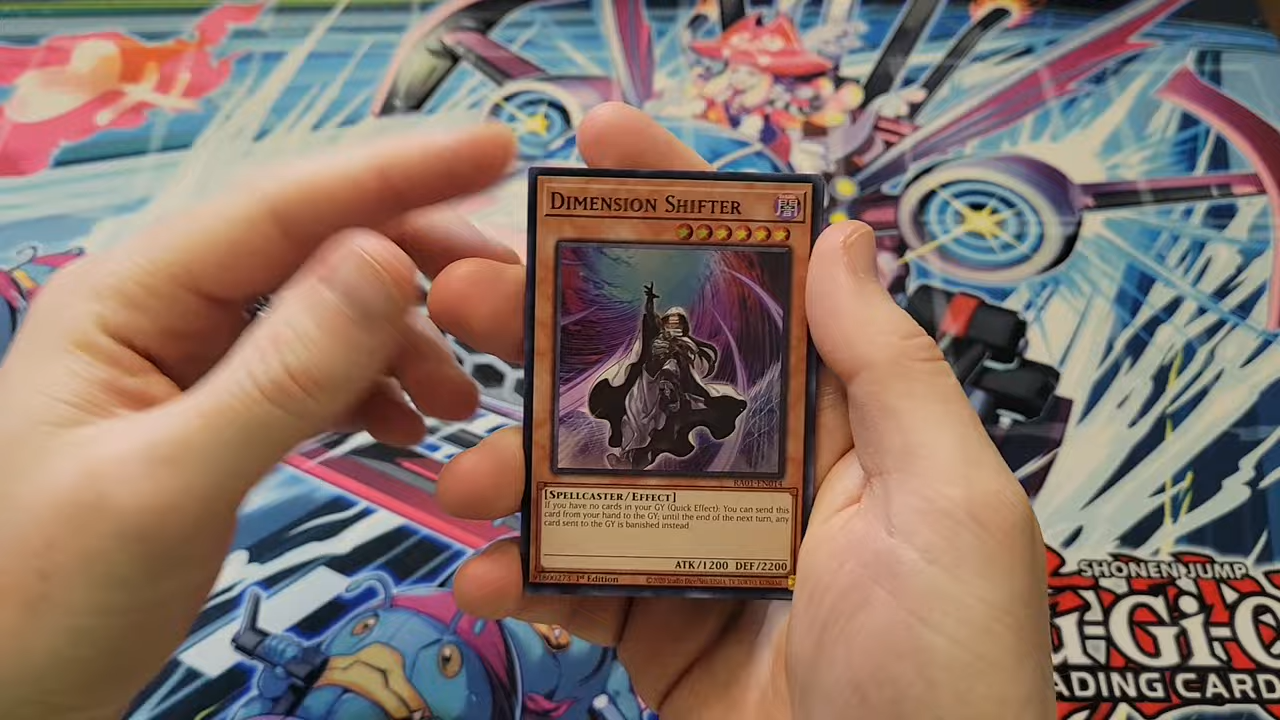 DIMENSION SHIFTER
闇
RA01-EN014
[SPELLCASTER/EFFECT]
If you have no cards in your GY (Quick Effect): You can send this
card from your hand to the GY; until the end of the next turn, any
card sent to the GY is banished instead.
ATK/1200 DEF/2200
91800273 1st Edition
SHONEN JUMP
u-Gi-O
ADING CARD